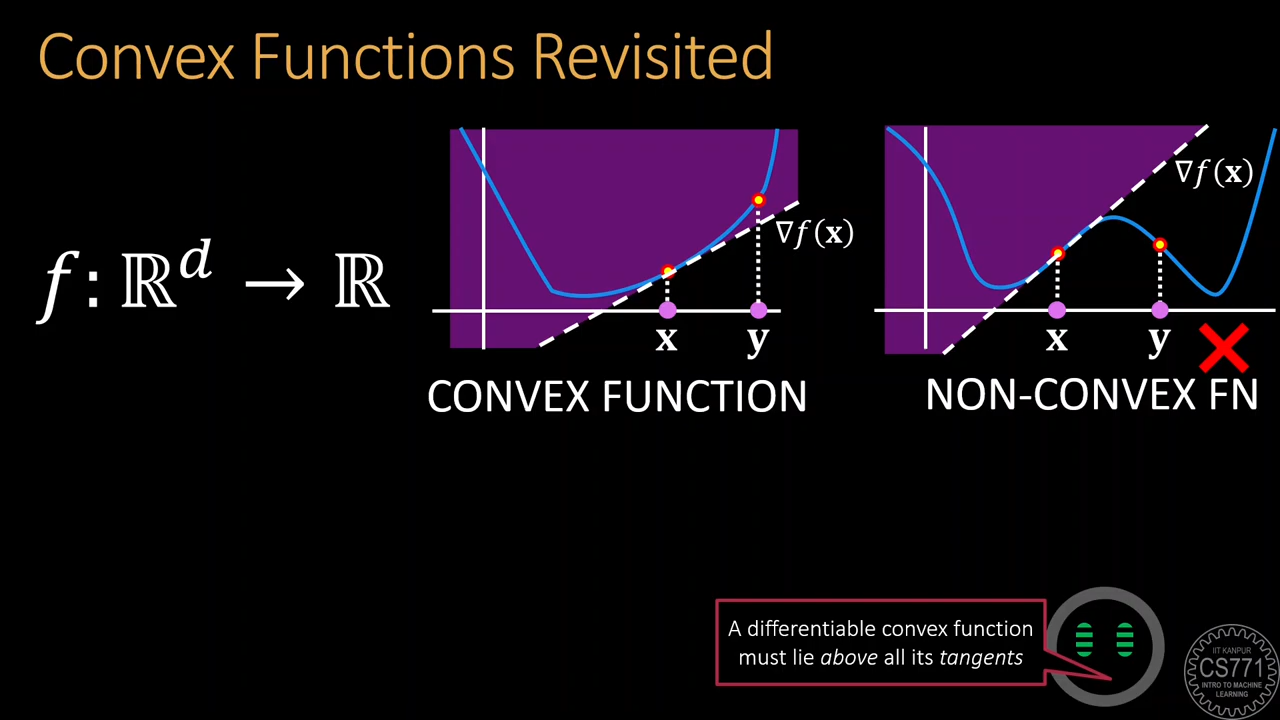 Convex Functions Revisited
f: ℝᵈ → ℝ
∇f(𝐱)
x
y
CONVEX FUNCTION
∇f(𝐱)
x
y
NON-CONVEX FN
A differentiable convex function
must lie above all its tangents
IIT KANPUR
CS771
INTRO TO MACHINE
LEARNING